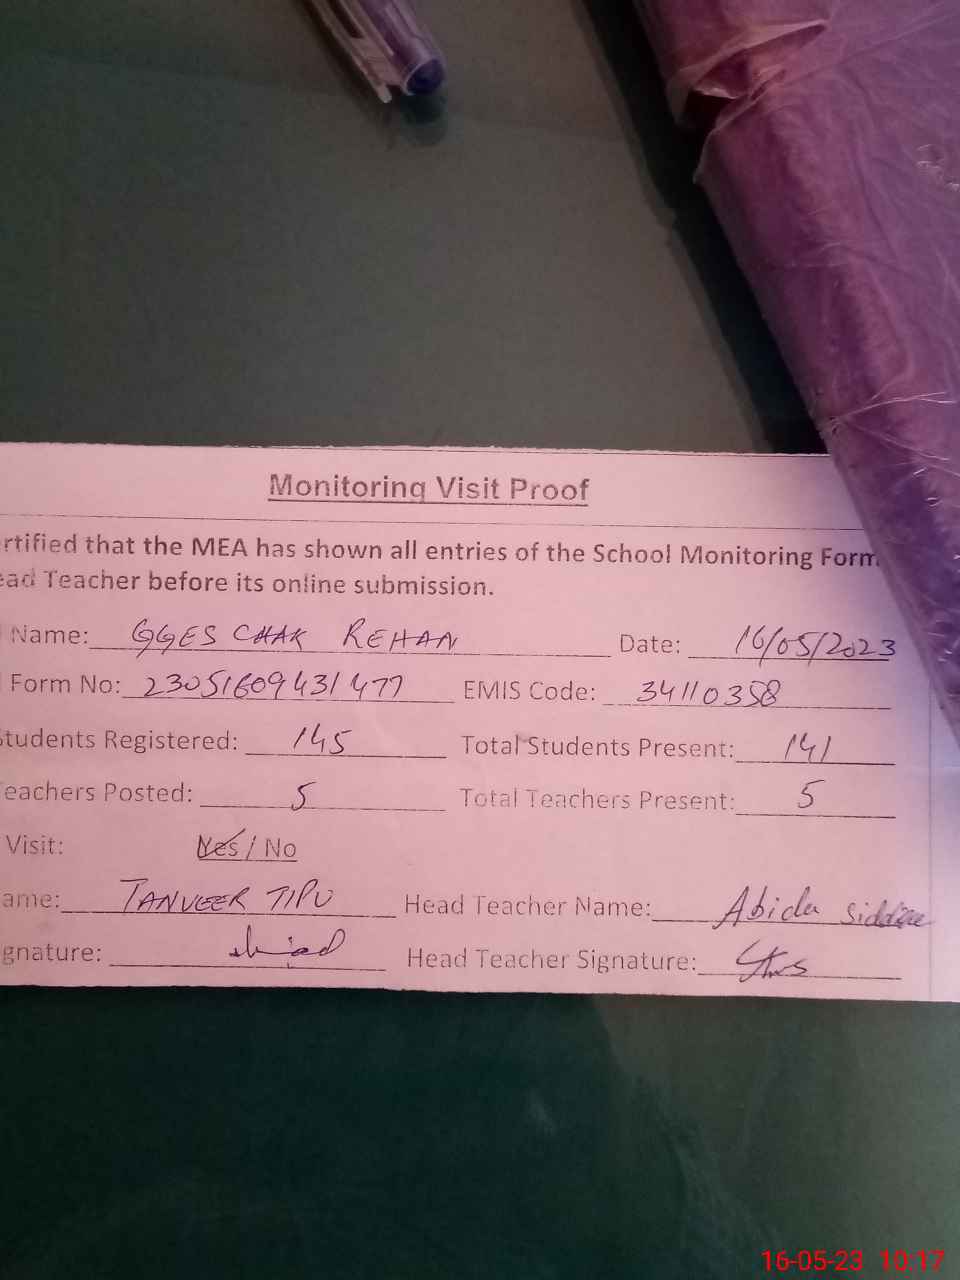 Monitoring Visit Proof
rtified that the MEA has shown all entries of the School Monitoring Form
ead Teacher before its online submission.
Name: GGES CHAK REHAN Date: 16/05/2023
Form No: 23051609431477 EMIS Code: 34110358
tudents Registered: 145 Total Students Present: 141
eachers Posted: 5 Total Teachers Present: 5
Visit: Yes / No
ame: TANVEER TIPU Head Teacher Name: Abida
gnature: Head Teacher Signature:
16-05-23 10:17